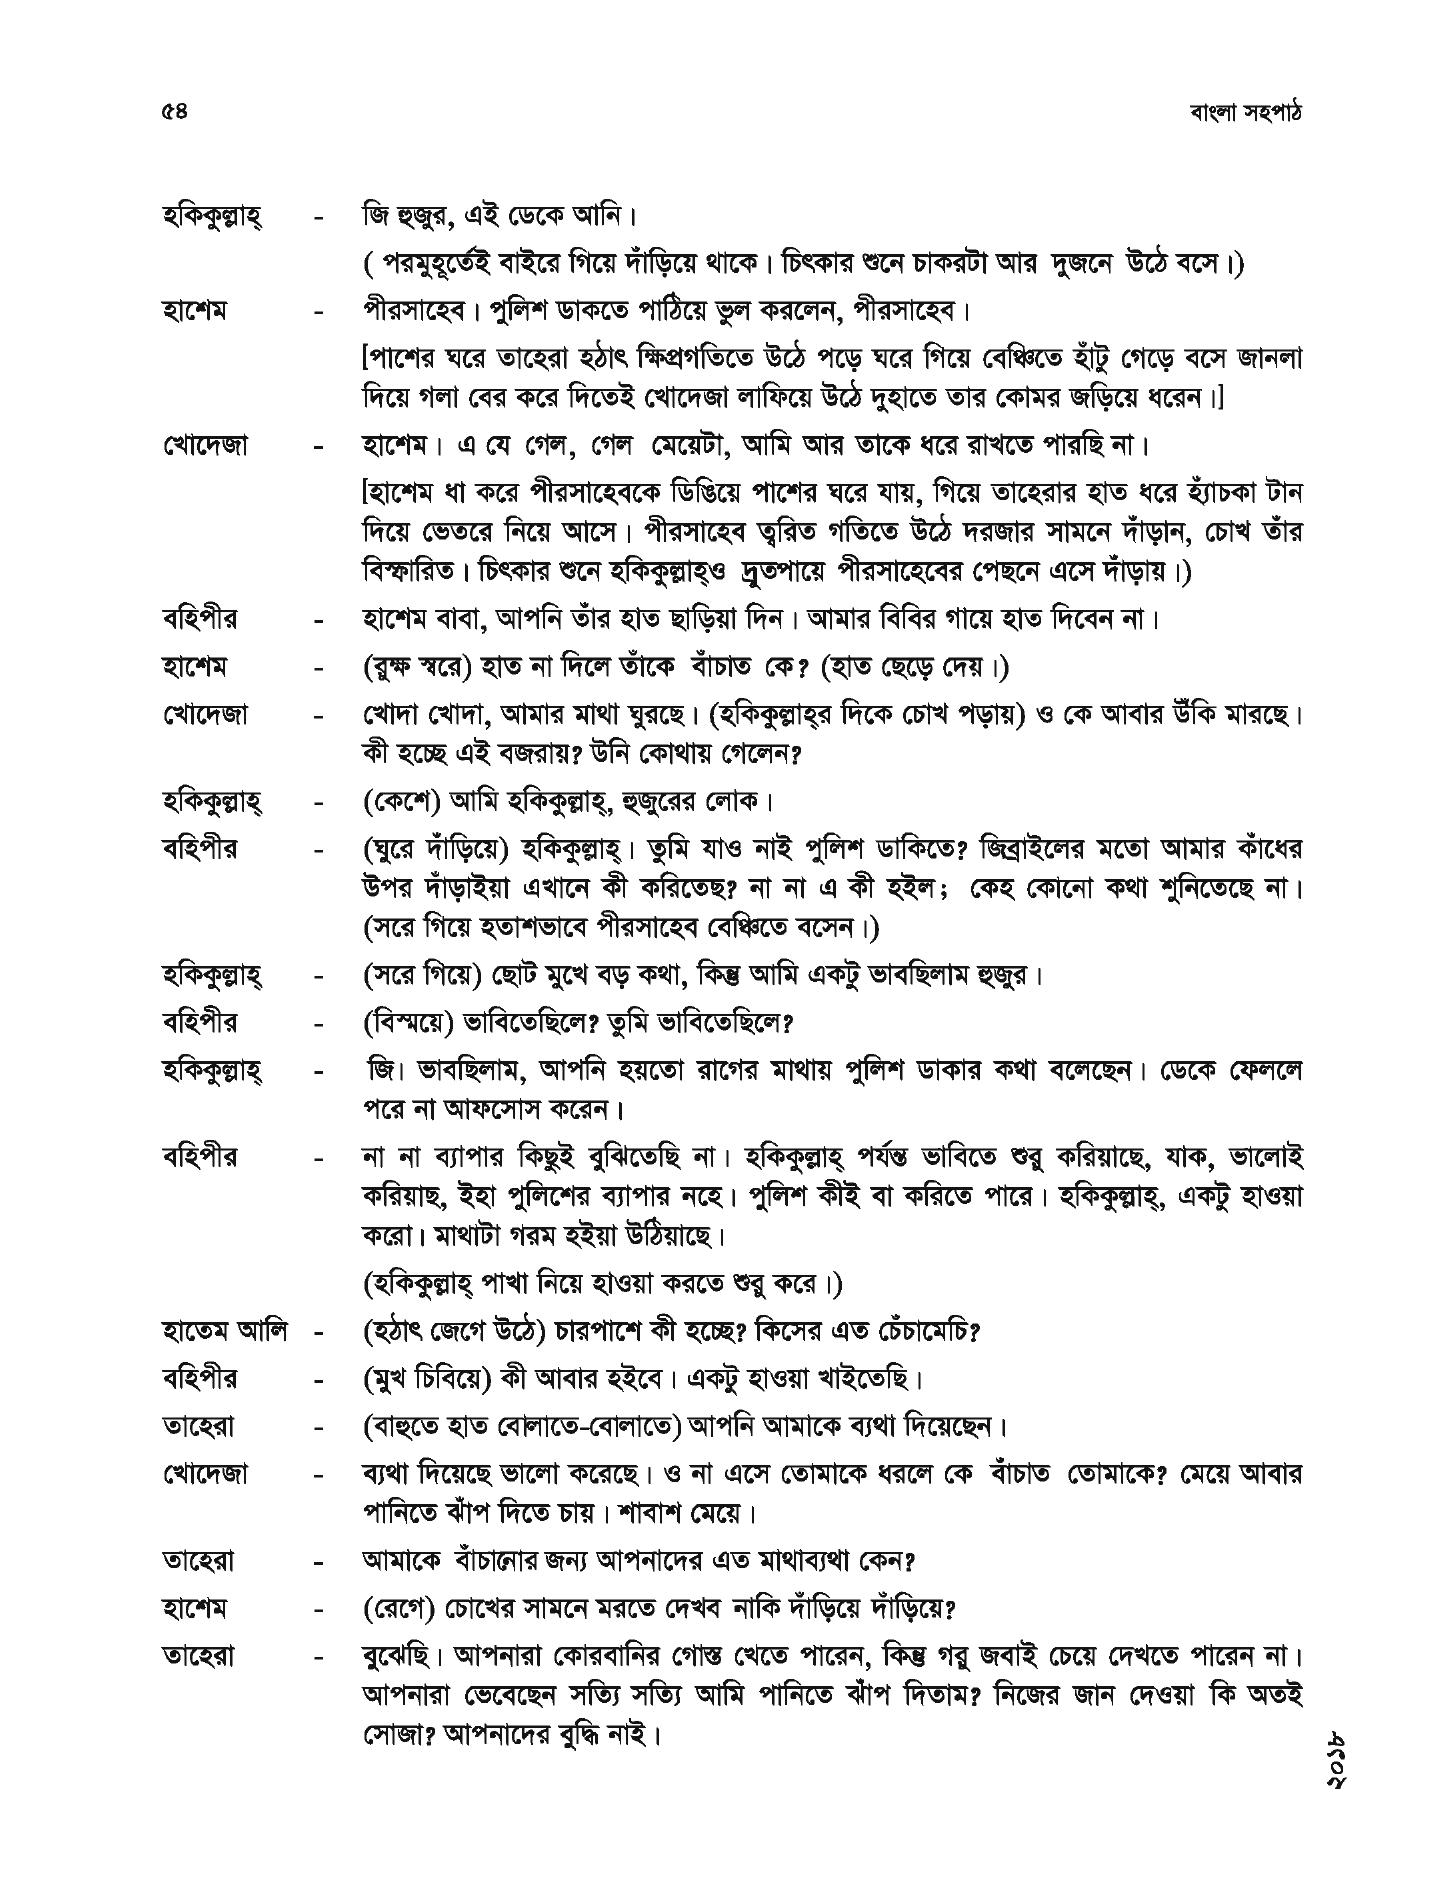 ৫৪ বাংলা সহপাঠ
হকিকুল্লাহ্ - জি হুজুর, এই ডেকে আনি।
( পরমুহূর্তেই বাইরে গিয়ে দাঁড়িয়ে থাকে। চিৎকার শুনে চাকরটা আর দুজনে উঠে বসে।)
হাশেম - পীরসাহেব। পুলিশ ডাকতে পাঠিয়ে ভুল করলেন, পীরসাহেব।
[পাশের ঘরে তাহেরা হঠাৎ ক্ষিপ্রগতিতে উঠে পড়ে ঘরে গিয়ে বেঞ্চিতে হাঁটু গেড়ে বসে জানলা
দিয়ে গলা বের করে দিতেই খোদেজা লাফিয়ে উঠে দুহাতে তার কোমর জড়িয়ে ধরেন।]
খোদেজা - হাশেম। এ যে গেল, গেল মেয়েটা, আমি আর তাকে ধরে রাখতে পারছি না।
[হাশেম ধা করে পীরসাহেবকে ডিঙিয়ে পাশের ঘরে যায়, গিয়ে তাহেরার হাত ধরে হ্যাঁচকা টান
দিয়ে ভেতরে নিয়ে আসে। পীরসাহেব ত্বরিত গতিতে উঠে দরজার সামনে দাঁড়ান, চোখ তাঁর
বিস্ফারিত। চিৎকার শুনে হকিকুল্লাহ্ও দ্রুতপায়ে পীরসাহেবের পেছনে এসে দাঁড়ায়।)
বহিপীর - হাশেম বাবা, আপনি তাঁর হাত ছাড়িয়া দিন। আমার বিবির গায়ে হাত দিবেন না।
হাশেম - (রুক্ষ স্বরে) হাত না দিলে তাঁকে বাঁচাত কে? (হাত ছেড়ে দেয়।)
খোদেজা - খোদা খোদা, আমার মাথা ঘুরছে। (হকিকুল্লাহ্‌র দিকে চোখ পড়ায়) ও কে আবার উঁকি মারছে।
কী হচ্ছে এই বজরায়? উনি কোথায় গেলেন?
হকিকুল্লাহ্ - (কেশে) আমি হকিকুল্লাহ্, হুজুরের লোক।
বহিপীর - (ঘুরে দাঁড়িয়ে) হকিকুল্লাহ্। তুমি যাও নাই পুলিশ ডাকিতে? জিব্রাইলের মতো আমার কাঁধের
উপর দাঁড়াইয়া এখানে কী করিতেছ? না না এ কী হইল; কেহ কোনো কথা শুনিতেছে না।
(সরে গিয়ে হতাশভাবে পীরসাহেব বেঞ্চিতে বসেন।)
হকিকুল্লাহ্ - (সরে গিয়ে) ছোট মুখে বড় কথা, কিন্তু আমি একটু ভাবছিলাম হুজুর।
বহিপীর - (বিস্ময়ে) ভাবিতেছিলে? তুমি ভাবিতেছিলে?
হকিকুল্লাহ্ - জি। ভাবছিলাম, আপনি হয়তো রাগের মাথায় পুলিশ ডাকার কথা বলেছেন। ডেকে ফেললে
পরে না আফসোস করেন।
বহিপীর - না না ব্যাপার কিছুই বুঝিতেছি না। হকিকুল্লাহ্ পর্যন্ত ভাবিতে শুরু করিয়াছে, যাক, ভালোই
করিয়াছ, ইহা পুলিশের ব্যাপার নহে। পুলিশ কীই বা করিতে পারে। হকিকুল্লাহ্, একটু হাওয়া
করো। মাথাটা গরম হইয়া উঠিয়াছে।
(হকিকুল্লাহ্ পাখা নিয়ে হাওয়া করতে শুরু করে।)
হাতেম আলি - (হঠাৎ জেগে উঠে) চারপাশে কী হচ্ছে? কিসের এত চেঁচামেচি?
বহিপীর - (মুখ চিবিয়ে) কী আবার হইবে। একটু হাওয়া খাইতেছি।
তাহেরা - (বাহুতে হাত বোলাতে-বোলাতে) আপনি আমাকে ব্যথা দিয়েছেন।
খোদেজা - ব্যথা দিয়েছে ভালো করেছে। ও না এসে তোমাকে ধরলে কে বাঁচাত তোমাকে? মেয়ে আবার
পানিতে ঝাঁপ দিতে চায়। শাবাশ মেয়ে।
তাহেরা - আমাকে বাঁচানোর জন্য আপনাদের এত মাথাব্যথা কেন?
হাশেম - (রেগে) চোখের সামনে মরতে দেখব নাকি দাঁড়িয়ে দাঁড়িয়ে?
তাহেরা - বুঝেছি। আপনারা কোরবানির গোস্ত খেতে পারেন, কিন্তু গরু জবাই চেয়ে দেখতে পারেন না।
আপনারা ভেবেছেন সত্যি সত্যি আমি পানিতে ঝাঁপ দিতাম? নিজের জান দেওয়া কি অতই
সোজা? আপনাদের বুদ্ধি নাই।
২০১৮